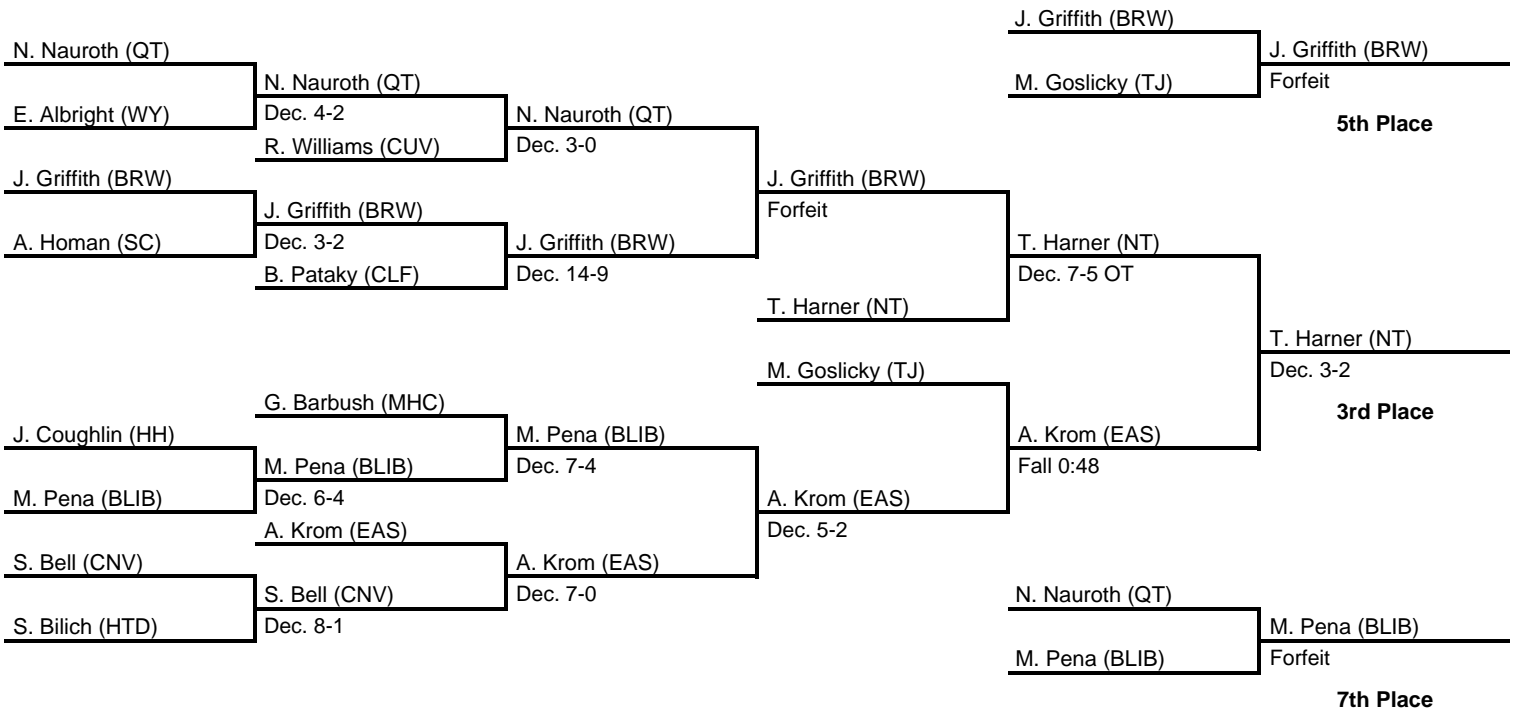 J. Griffith (BRW)
M. Goslicky (TJ)
J. Griffith (BRW)
Forfeit
5th Place
N. Nauroth (QT)
E. Albright (WY)
J. Griffith (BRW)
A. Homan (SC)
J. Coughlin (HH)
M. Pena (BLIB)
S. Bell (CNV)
S. Bilich (HTD)
N. Nauroth (QT)
Dec. 4-2
R. Williams (CUV)
J. Griffith (BRW)
Dec. 3-2
B. Pataky (CLF)
G. Barbush (MHC)
M. Pena (BLIB)
Dec. 6-4
A. Krom (EAS)
S. Bell (CNV)
Dec. 8-1
N. Nauroth (QT)
Dec. 3-0
J. Griffith (BRW)
Dec. 14-9
M. Pena (BLIB)
Dec. 7-4
A. Krom (EAS)
Dec. 7-0
J. Griffith (BRW)
Forfeit
T. Harner (NT)
M. Goslicky (TJ)
A. Krom (EAS)
Dec. 5-2
T. Harner (NT)
Dec. 7-5 OT
A. Krom (EAS)
Fall 0:48
T. Harner (NT)
Dec. 3-2
3rd Place
N. Nauroth (QT)
M. Pena (BLIB)
M. Pena (BLIB)
Forfeit
7th Place